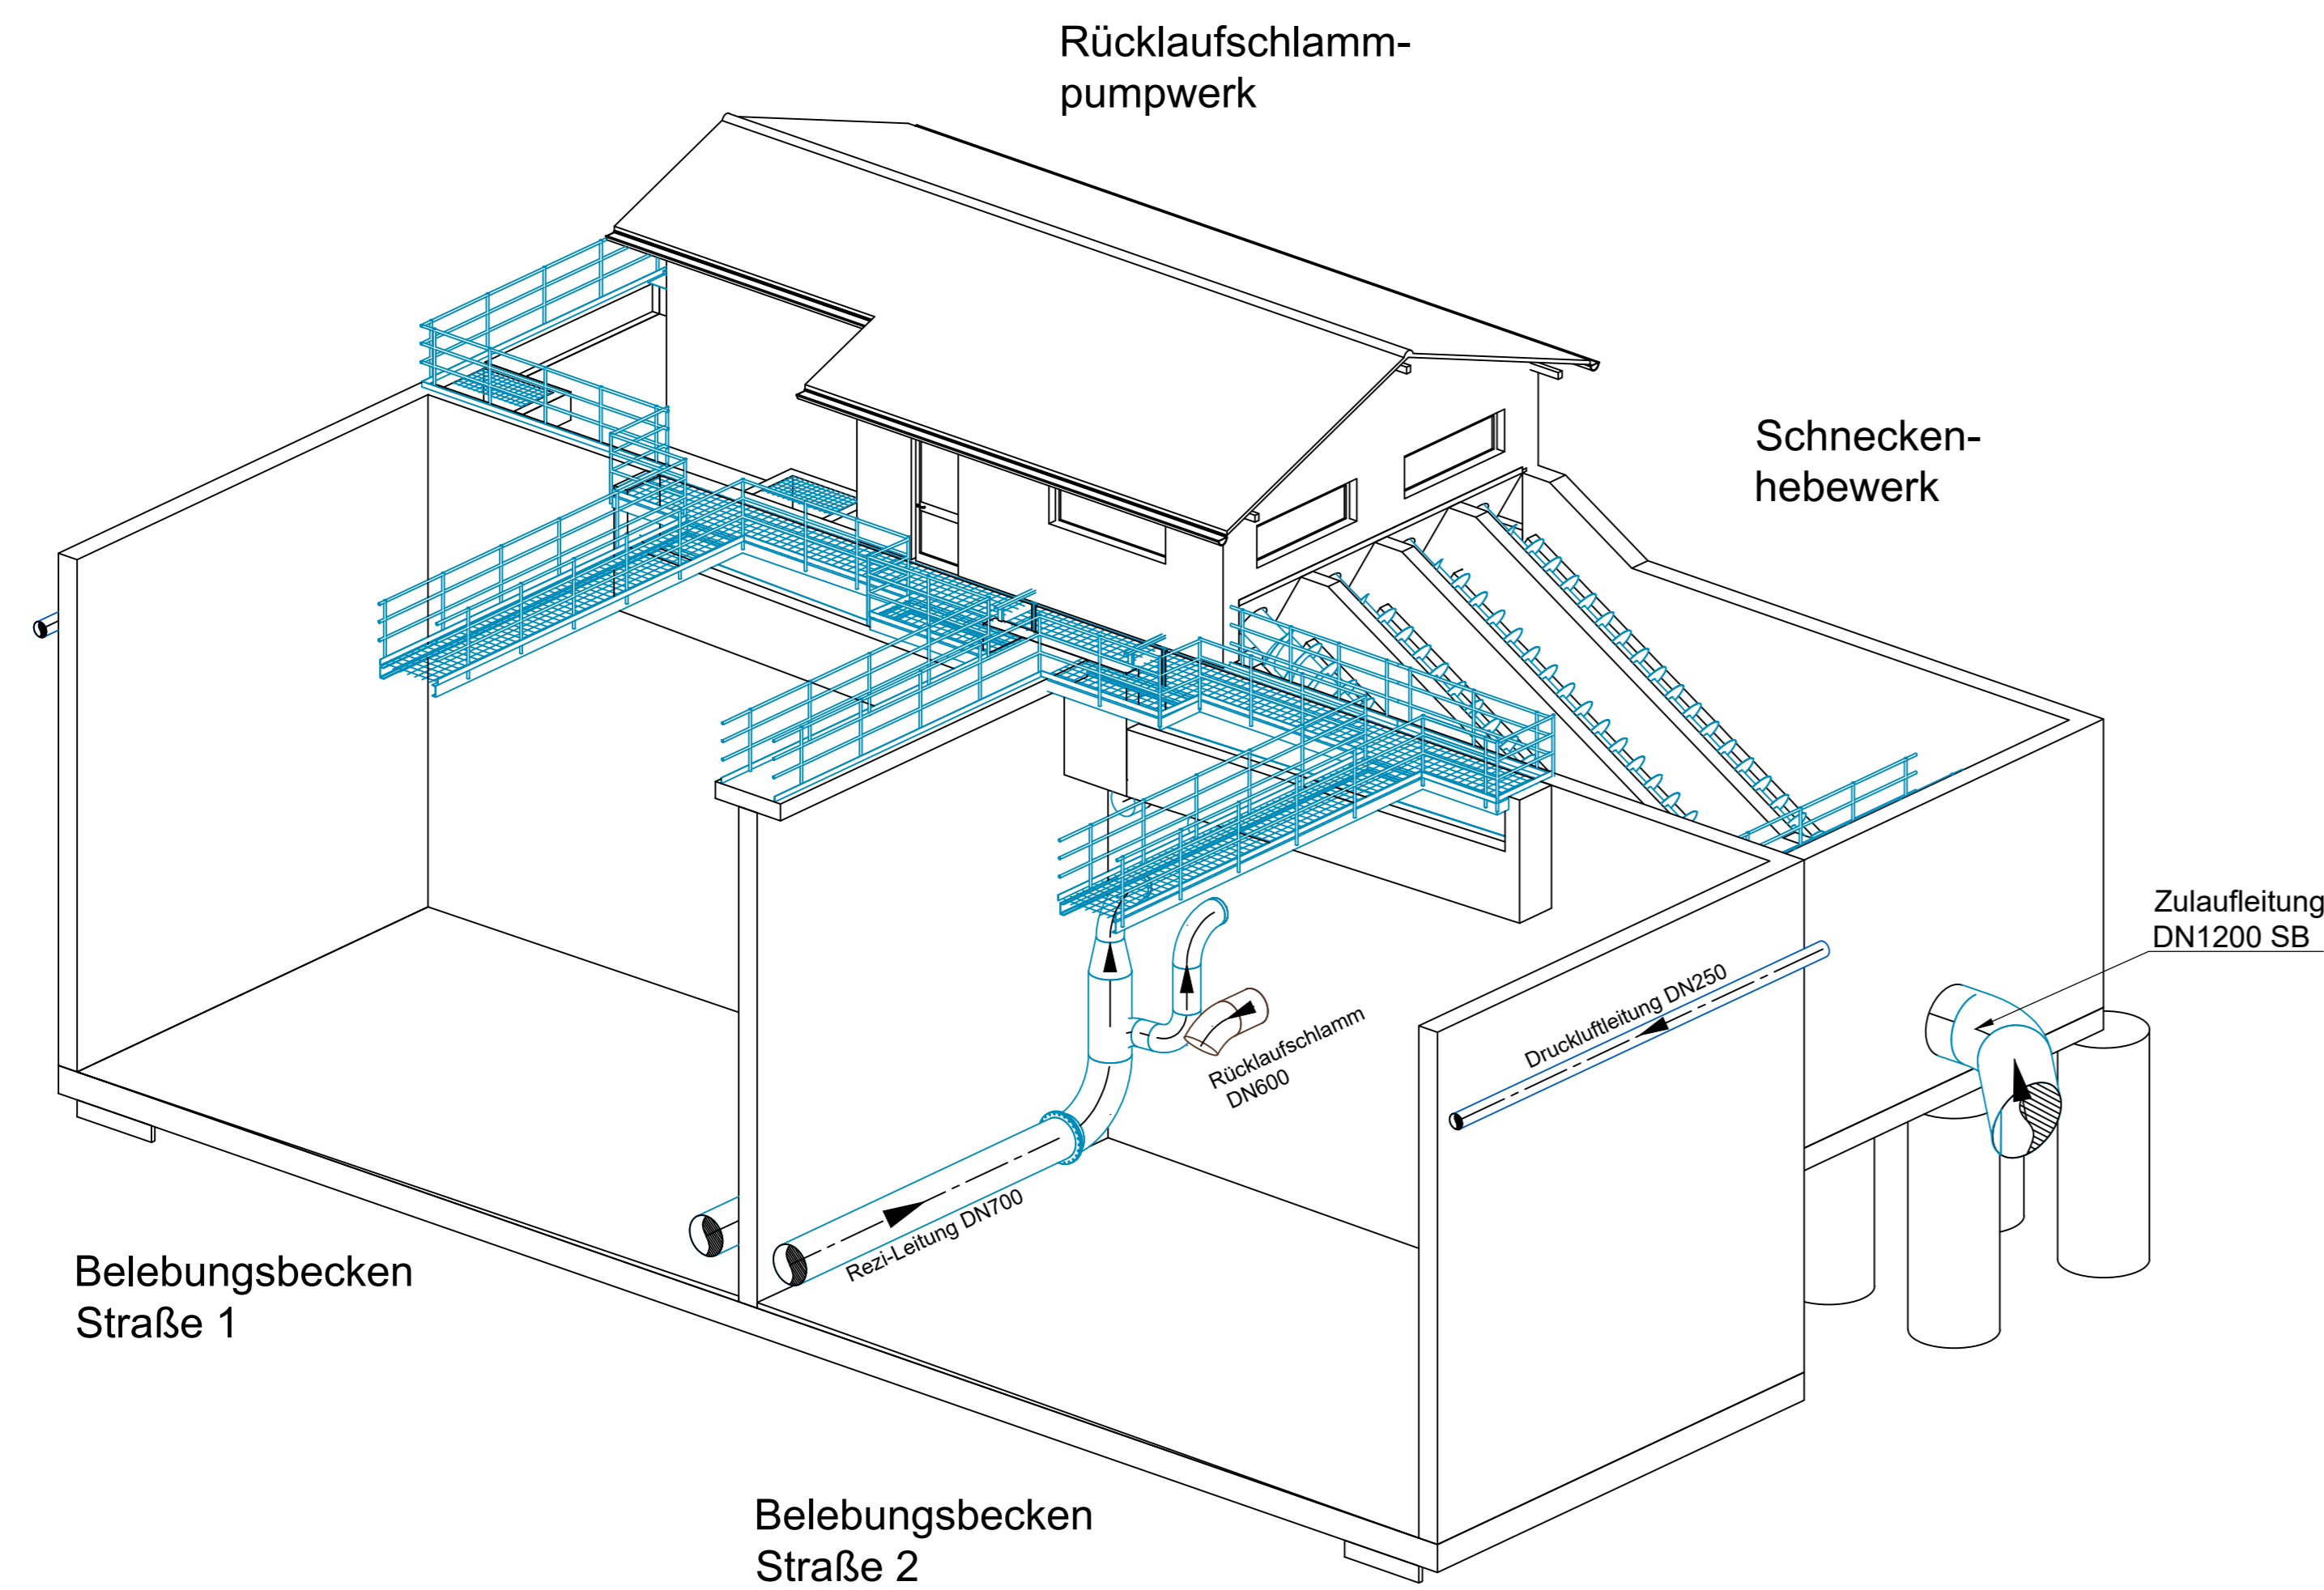 Rücklaufschlamm-
pumpwerk
Schnecken-
hebewerk
Zulaufleitung
DN1200 SB
Druckluftleitung DN250
Rücklaufschlamm
DN600
Rezi-Leitung DN700
Belebungsbecken
Straße 1
Belebungsbecken
Straße 2